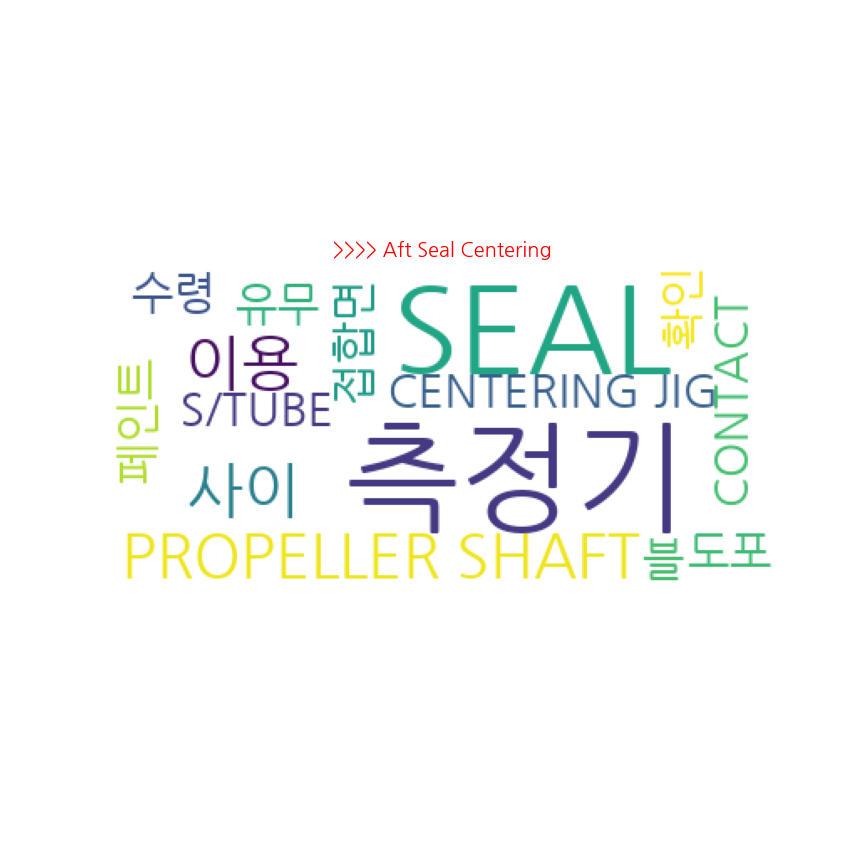 >>>> Aft Seal Centering
수령
유무
접합면
SEAL
확인
이용
CENTERING JIG
CONTACT
페인트
S/TUBE
측정기
사이
PROPELLER SHAFT
블
도포